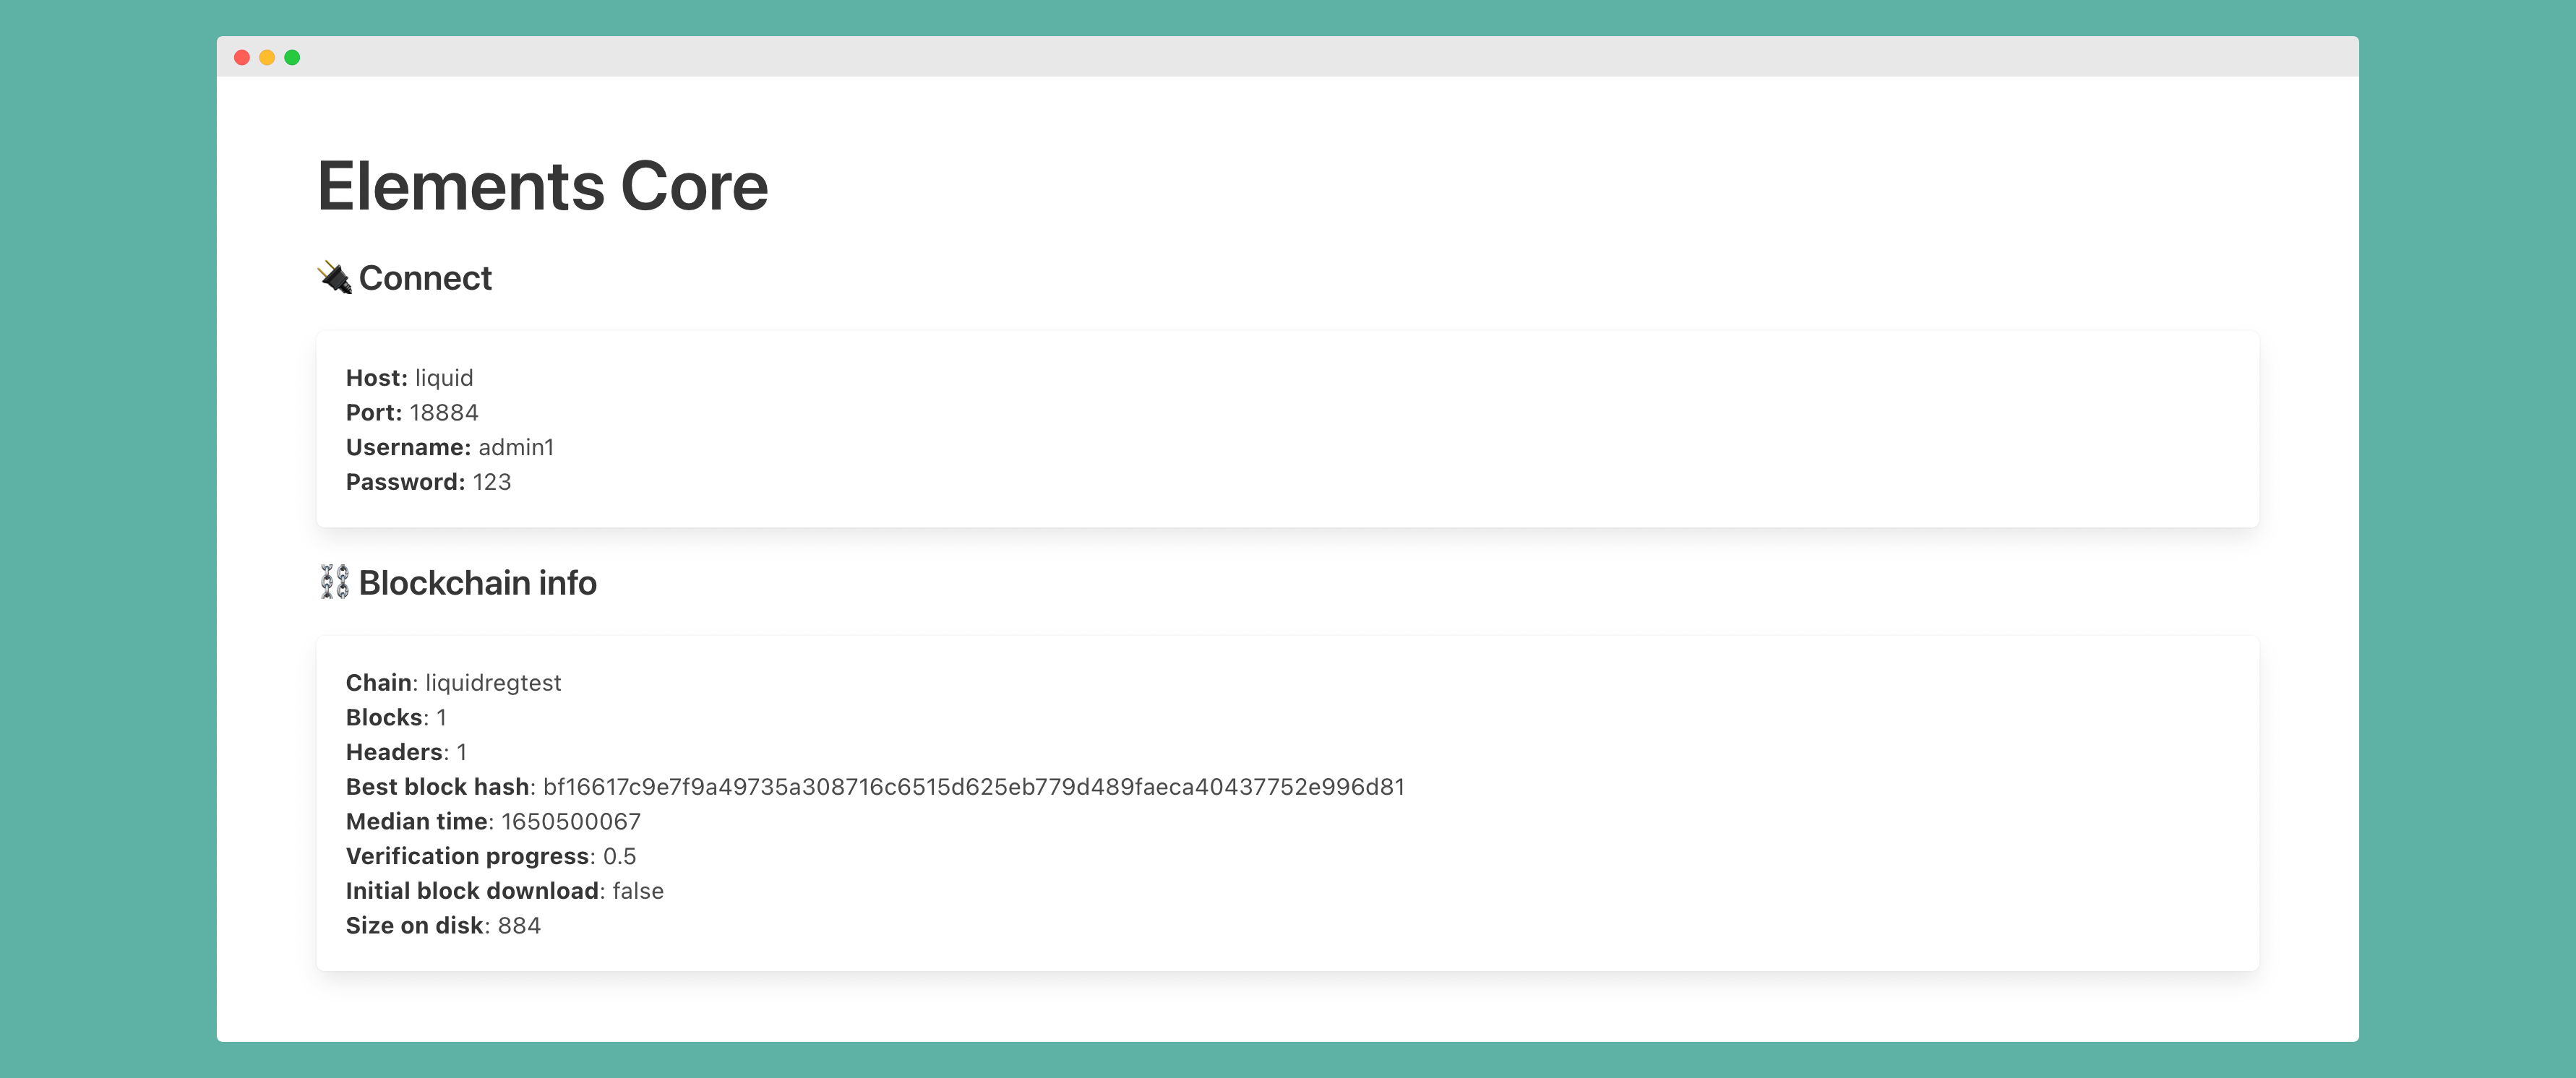 Elements Core
Connect
Host: liquid
Port: 18884
Username: admin1
Password: 123
Blockchain info
Chain: liquidregtest
Blocks: 1
Headers: 1
Best block hash: bf16617c9e7f9a49735a308716c6515d625eb779d489faeca40437752e996d81
Median time: 1650500067
Verification progress: 0.5
Initial block download: false
Size on disk: 884